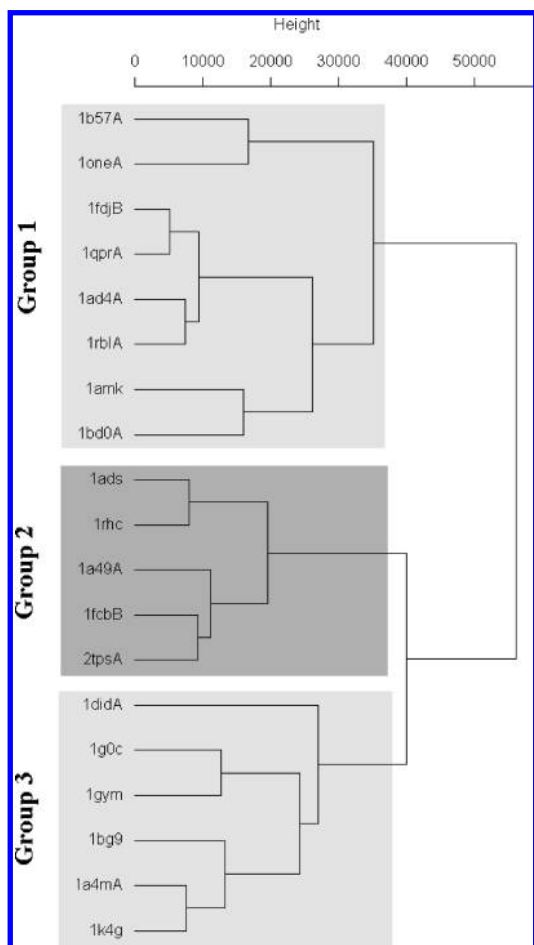 Height
0 10000 20000 30000 40000 50000
Group 1
1b57A
1oneA
1fdjB
1qprA
1ad4A
1rblA
1amk
1bd0A
Group 2
1ads
1rhc
1a49A
1fcbB
2tpsA
Group 3
1didA
1g0c
1gym
1bg9
1a4mA
1k4g